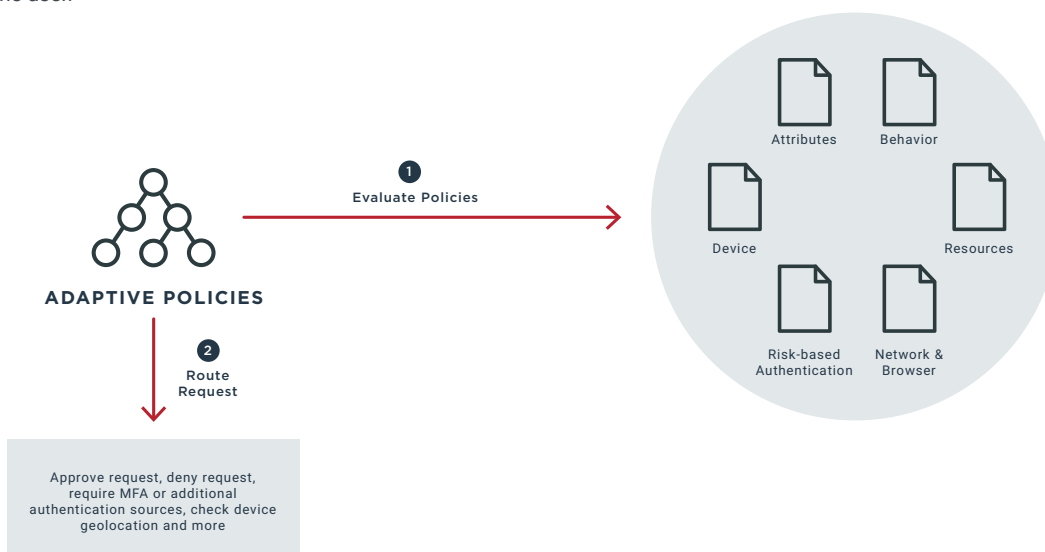 Attributes
Behavior
1
Evaluate Policies
Device
Resources
ADAPTIVE POLICIES
2
Route
Request
Risk-based
Authentication
Network &
Browser
Approve request, deny request,
require MFA or additional
authentication sources, check device
geolocation and more